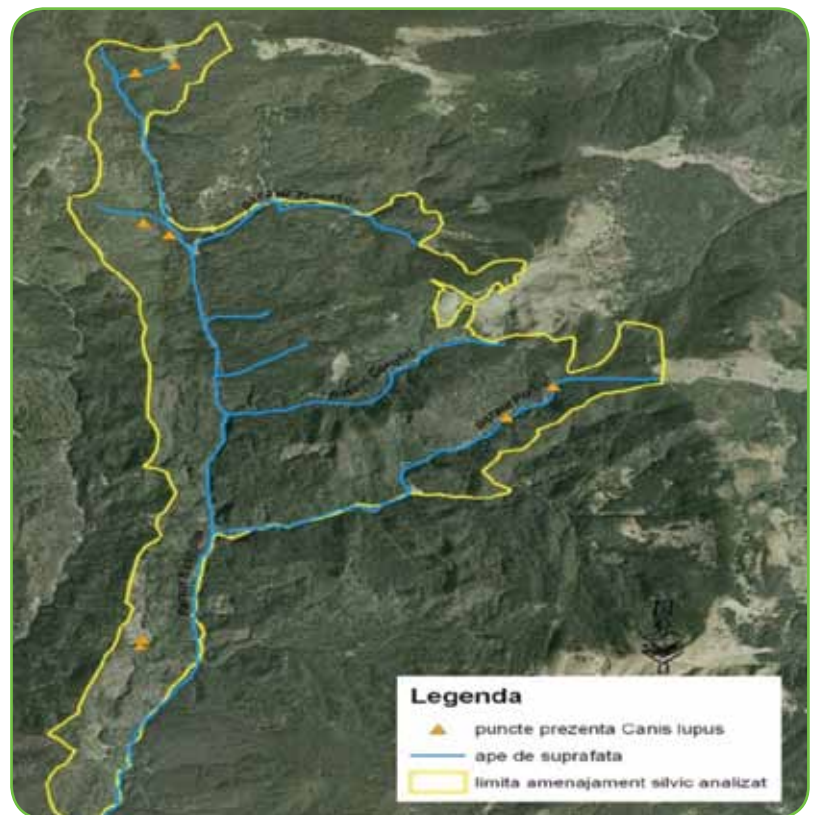 Legenda
puncte prezenta Canis lupus
ape de suprafata
limita amenajament silvic analizat